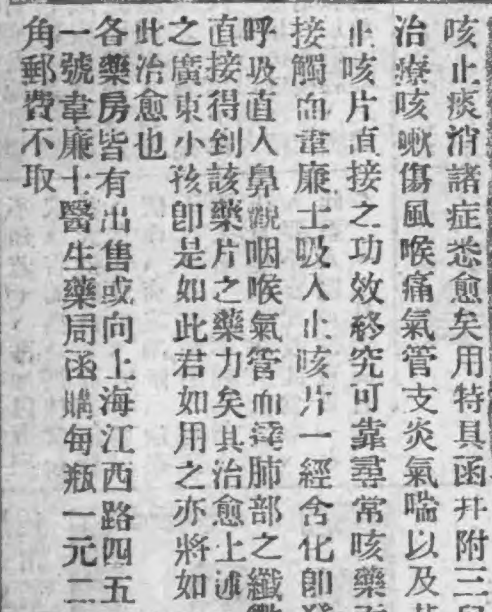 咳止痰消諸症悉愈矣用特具函幷附三
治療咳嗽傷風喉痛氣管支炎氣喘以及
止咳片直接之功效終究可靠尋常咳藥
接觸而韋廉士吸入止咳片一經含化卽
呼吸直入鼻竅咽喉氣管而達肺部之纖
直接得到該藥片之藥力矣其治愈上述
之廣東小孩卽是如此君如用之亦將如
此治愈也
各藥房皆有出售或向上海江西路四五
一號韋廉士醫生藥局函購每瓶一元二
角郵費不取